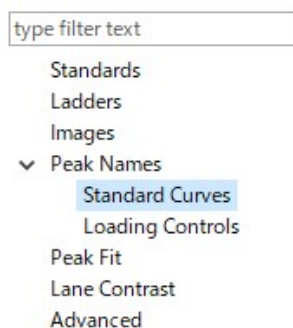 type filter text
Standards
Ladders
Images
Peak Names
Standard Curves
Loading Controls
Peak Fit
Lane Contrast
Advanced